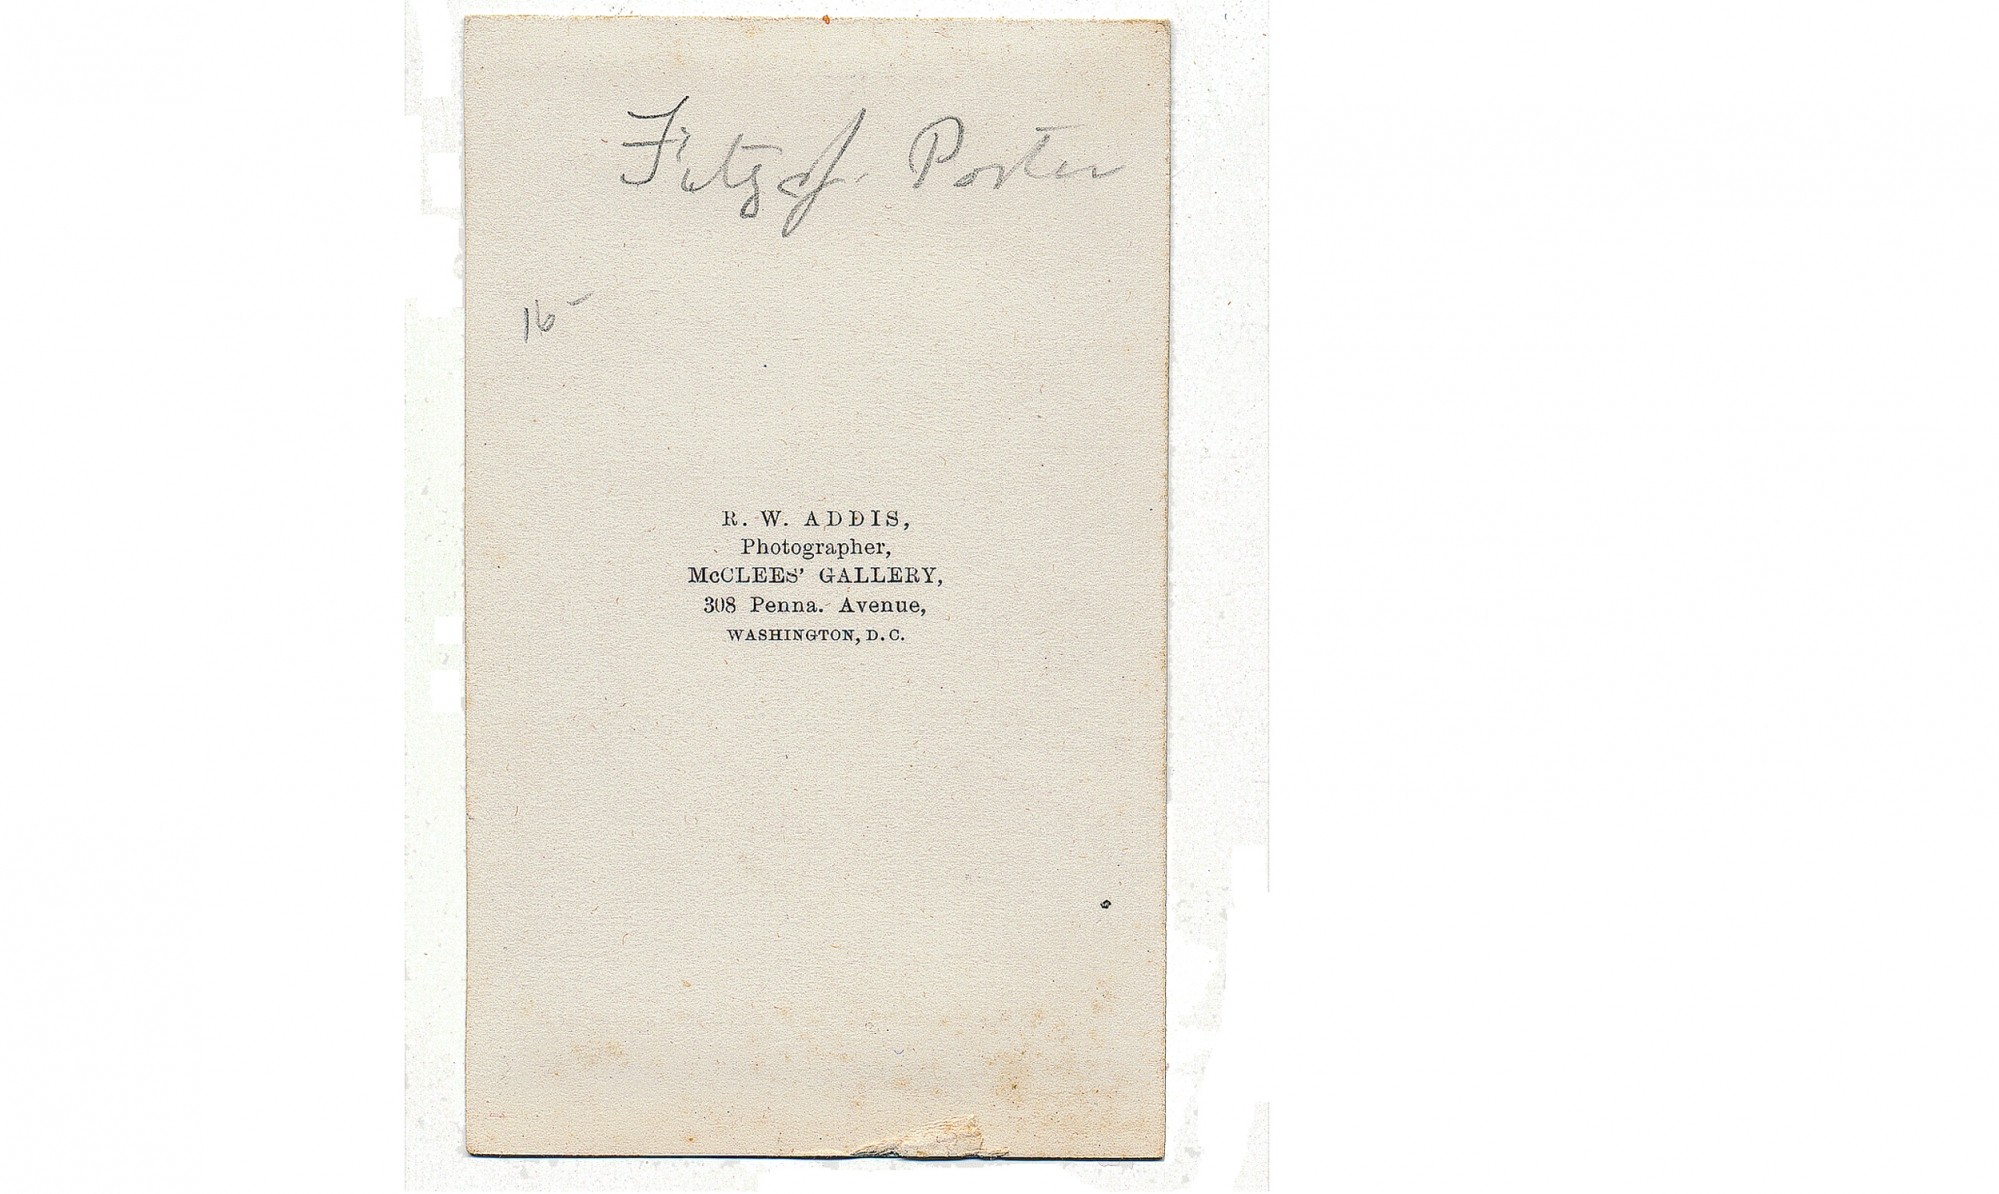 Fitz J. Porter
16
R. W. ADDIS,
Photographer,
McCLEES' GALLERY,
308 Penna. Avenue,
WASHINGTON, D. C.